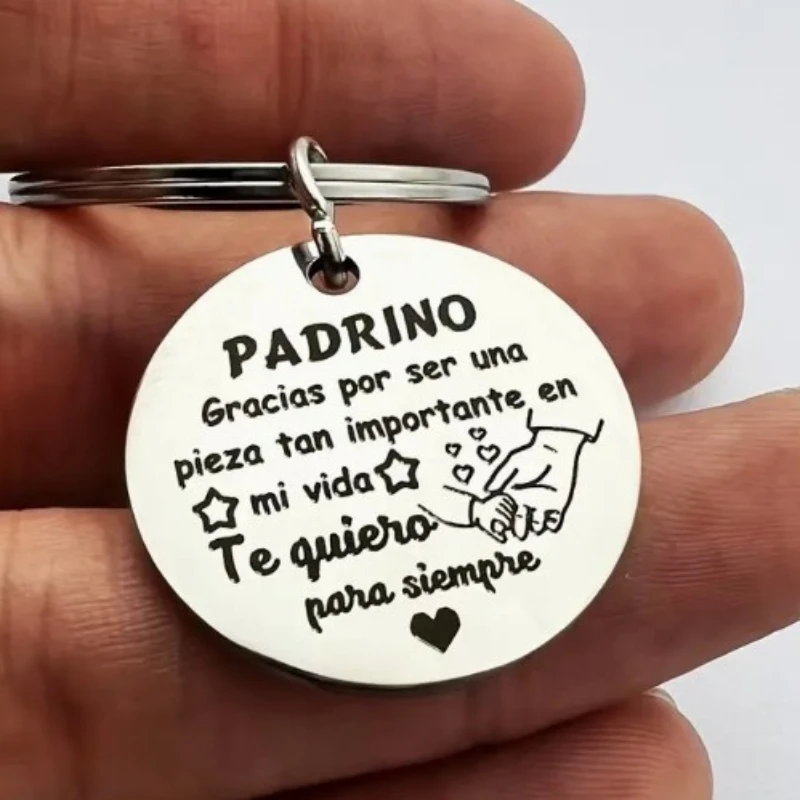 PADRINO
Gracias por ser una
pieza tan importante en
mi vida
Te quiero
para siempre